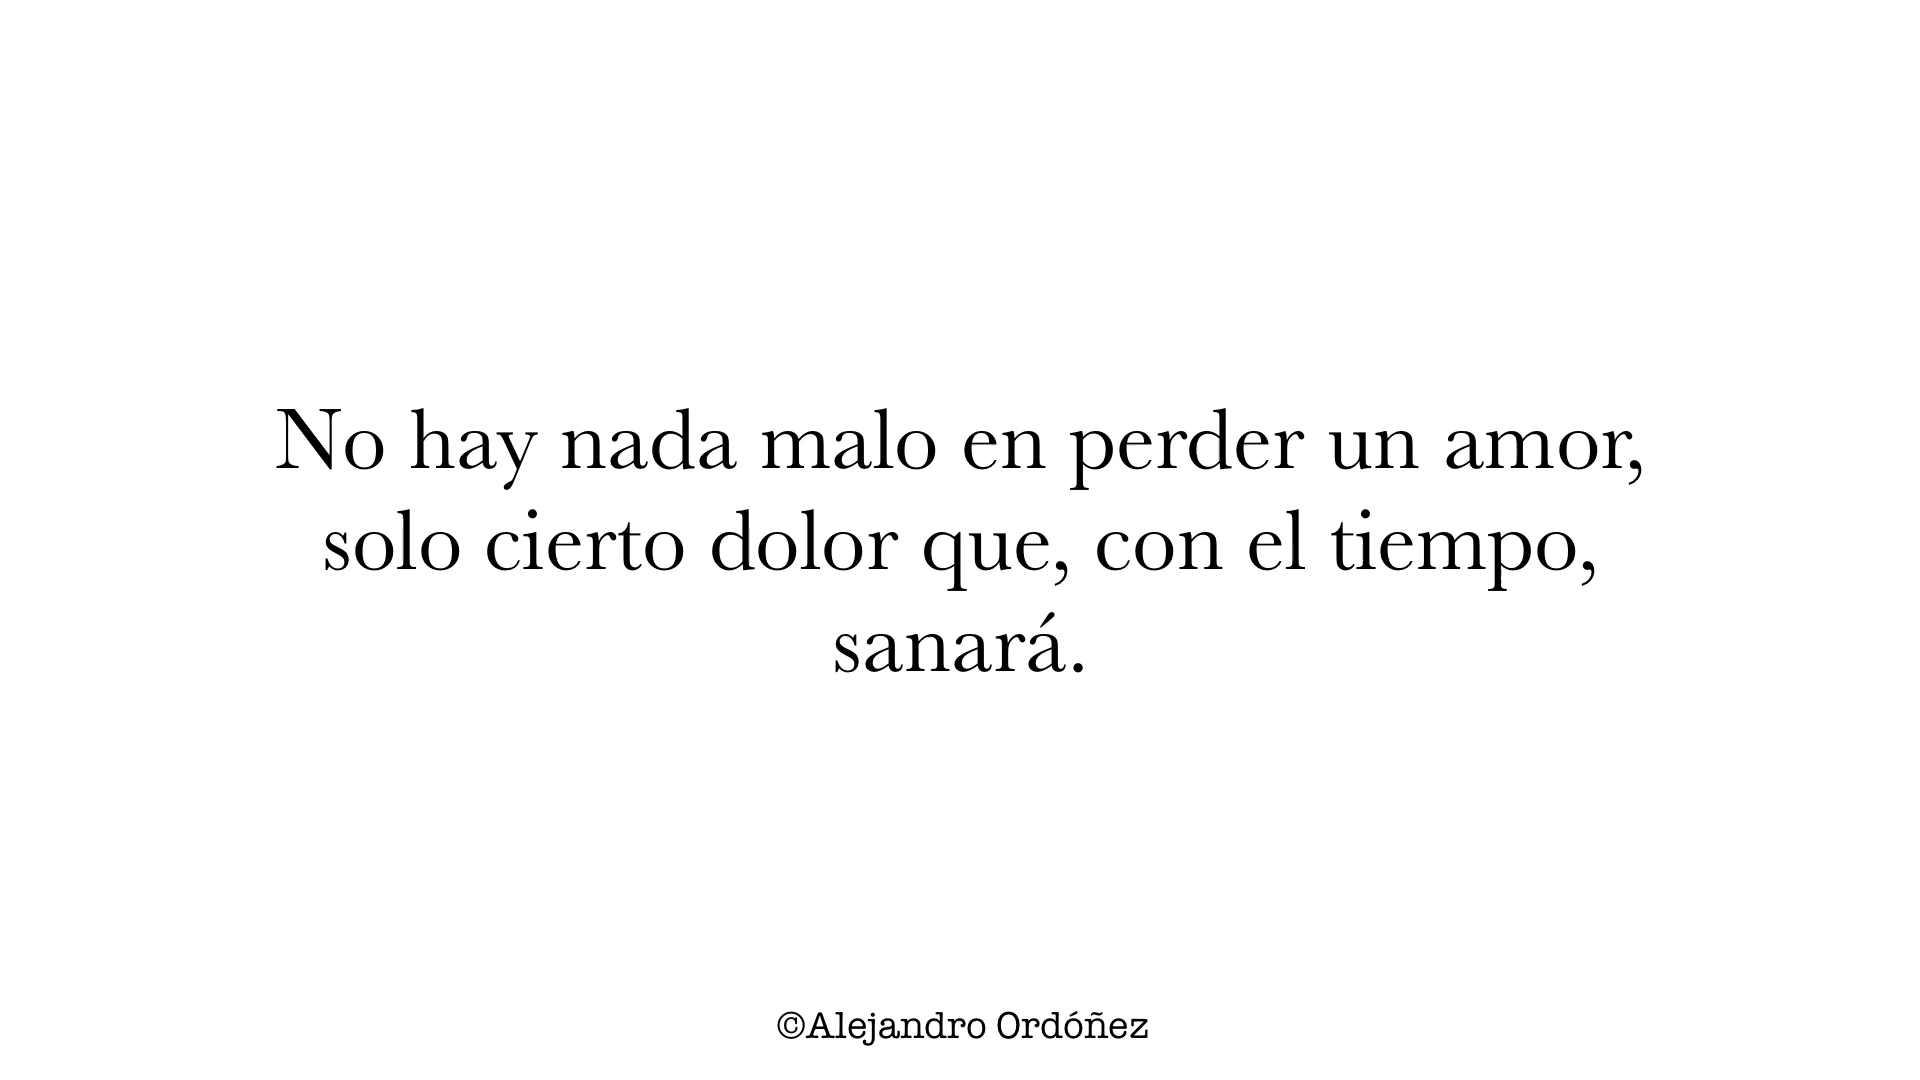 No hay nada malo en perder un amor,
solo cierto dolor que, con el tiempo,
sanará.
©Alejandro Ordóñez